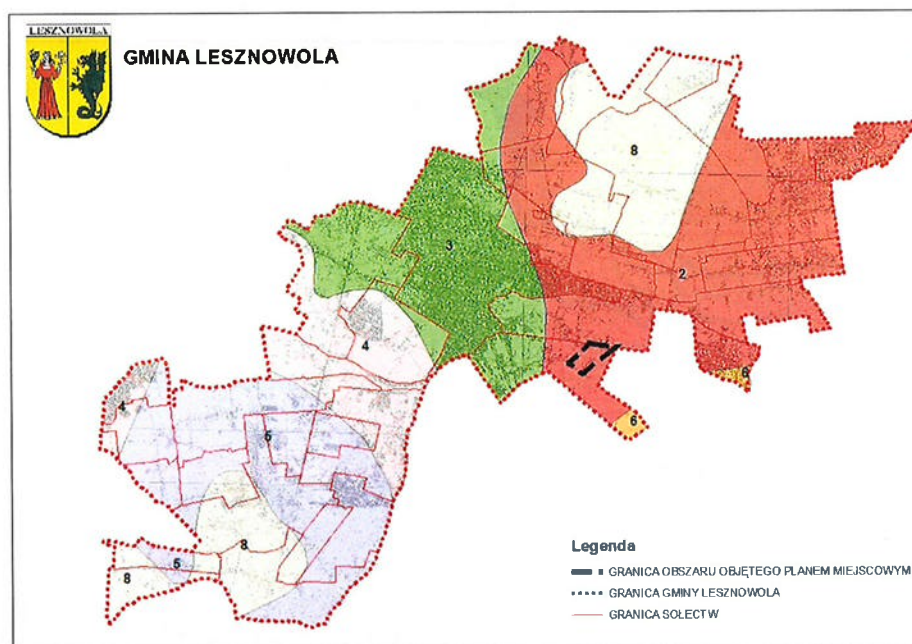 LESZNOWOLA
GMINA LESZNOWOLA
8
3
2
4
6
4
6
5
8
5
8
Legenda
GRANICA OBSZARU OBJĘTEGO PLANEM MIEJSCOWYM
GRANICA GMINY LESZNOWOLA
GRANICA SOŁECTW